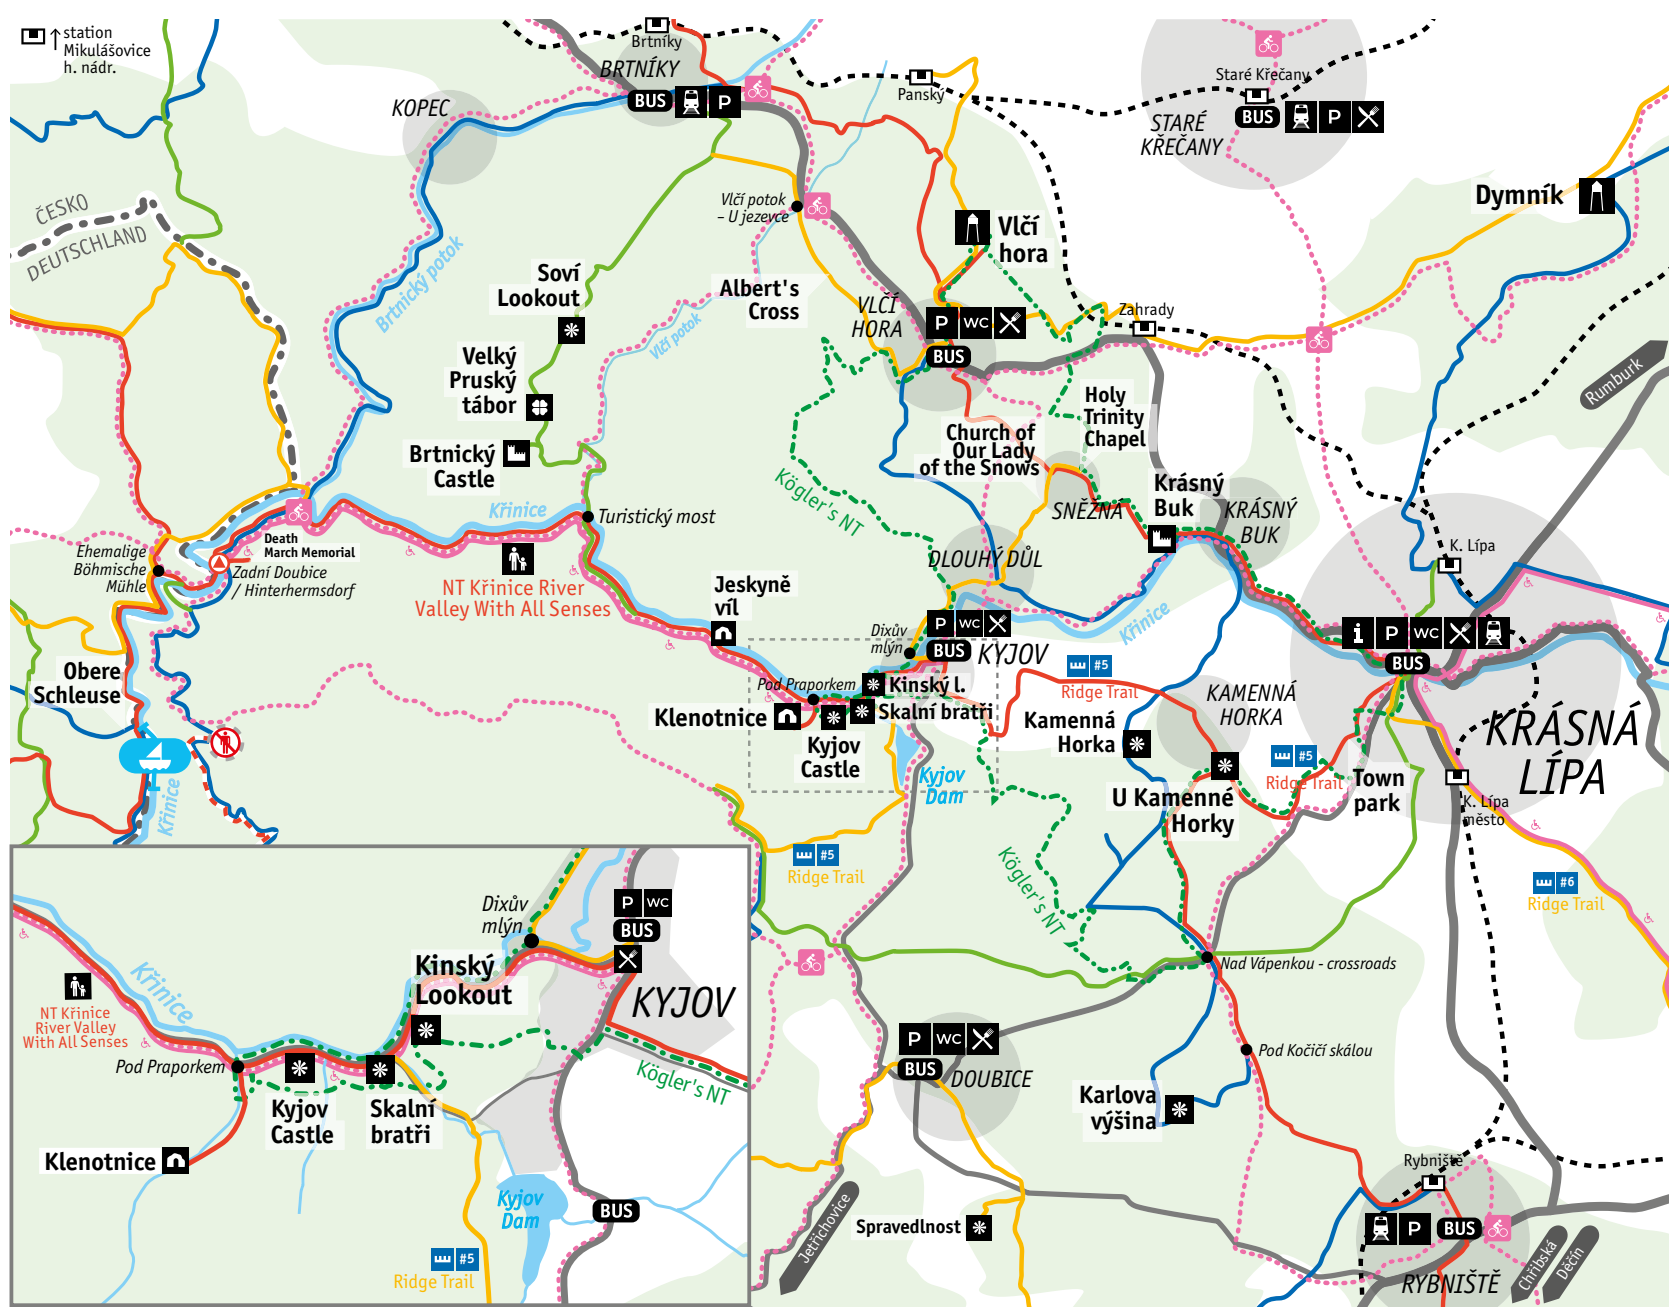 station
Mikulášovice
h. nádr.
Brtníky
BRTNÍKY
BUS
P
KOPEC
Panský
Staré Křečany
BUS
P
STARÉ
KŘEČANY
Dymník
ČESKO
DEUTSCHLAND
Brtnický potok
Vlčí potok
– U jezevce
Vlčí
hora
Soví
Lookout
Albert's
Cross
Vlčí potok
VLČÍ
HORA
P
WC
BUS
Zahrady
Rumburk
Velký
Pruský
tábor
Brtnický
Castle
Holy
Trinity
Chapel
Church of
Our Lady
of the Snows
Kögler's NT
SNĚŽNÁ
Krásný
Buk
KRÁSNÝ
BUK
Křinice
Turistický most
Death
March Memorial
Ehemalige
Böhmische
Mühle
Zadní Doubice
/ Hinterhermsdorf
NT Křinice River
Valley With All Senses
DLOUHÝ DŮL
K. Lípa
Jeskyně
víl
Křinice
Dixův
mlýn
P
WC
BUS
KYJOV
i
P
WC
BUS
Obere
Schleuse
Pod Praporkem
Kinský l.
Skalní bratři
Klenotnice
Kyjov
Castle
Kyjov
Dam
#5
Ridge Trail
KAMENNÁ
HORKA
Kamenná
Horka
#5
Ridge Trail
U Kamenné
Horky
Town
park
KRÁSNÁ
LÍPA
K. Lípa
město
Křinice
#5
Ridge Trail
Kögler's NT
#6
Ridge Trail
Nad Vápenkou - crossroads
Dixův
mlýn
P
WC
BUS
Kinský
Lookout
KYJOV
Křinice
NT Křinice
River Valley
With All Senses
Pod Praporkem
Kyjov
Castle
Skalní
bratři
Kögler's NT
Klenotnice
Kyjov
Dam
BUS
#5
Ridge Trail
P
WC
BUS
DOUBICE
Pod Kočičí skálou
Karlova
výšina
Jetřichovice
Spravedlnost
Rybniště
P
BUS
RYBNIŠTĚ
Chřibská
Děčín